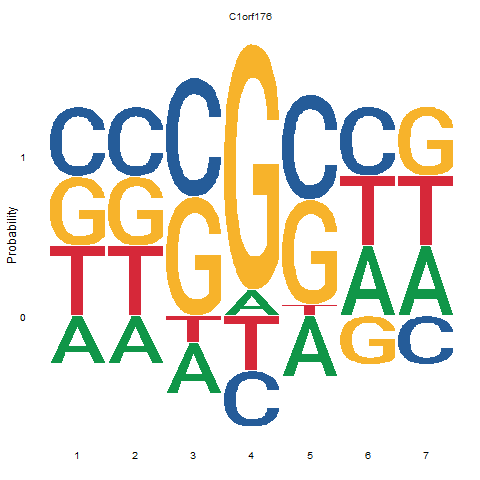 C1orf176
Probability
1
0
C C C G C C G
G G G A G T T
T T T T T A A
A A A C A G C
1 2 3 4 5 6 7